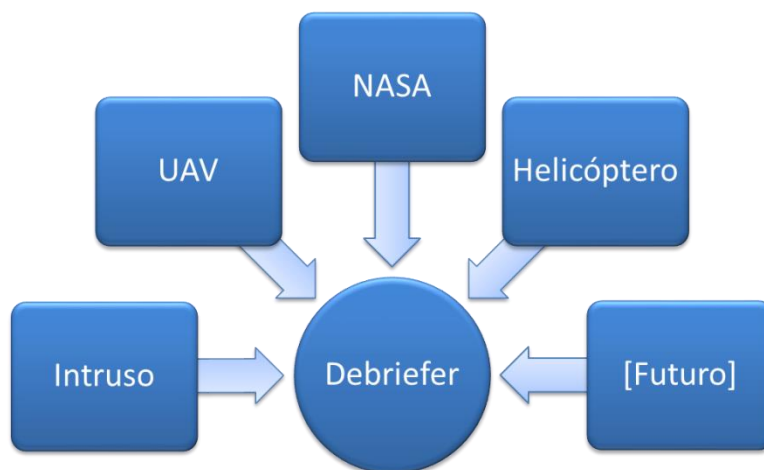 NASA
UAV
Helicóptero
Intruso
Debriefer
[Futuro]